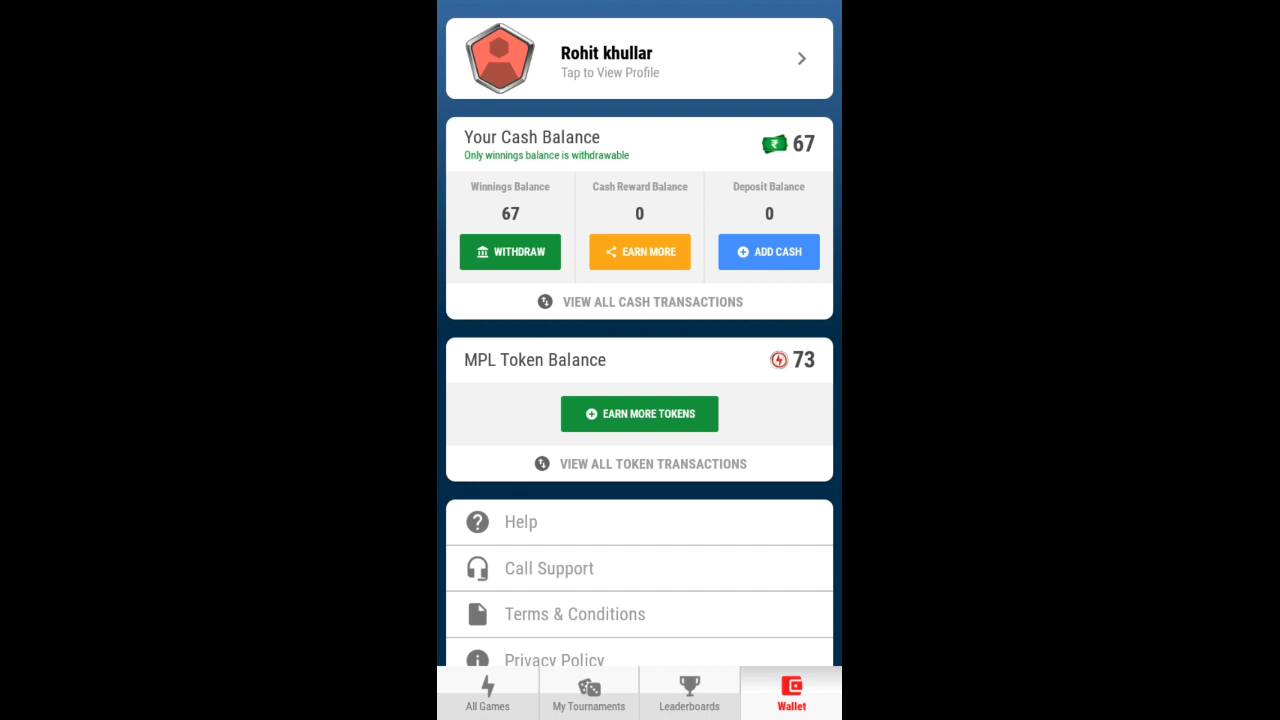 Rohit khullar
Tap to View Profile
Your Cash Balance
Only winnings balance is withdrawable
₹ 67
Winnings Balance
67
WITHDRAW
Cash Reward Balance
0
EARN MORE
Deposit Balance
0
ADD CASH
VIEW ALL CASH TRANSACTIONS
MPL Token Balance
73
EARN MORE TOKENS
VIEW ALL TOKEN TRANSACTIONS
Help
Call Support
Terms & Conditions
Privacy Policy
All Games
My Tournaments
Leaderboards
Wallet